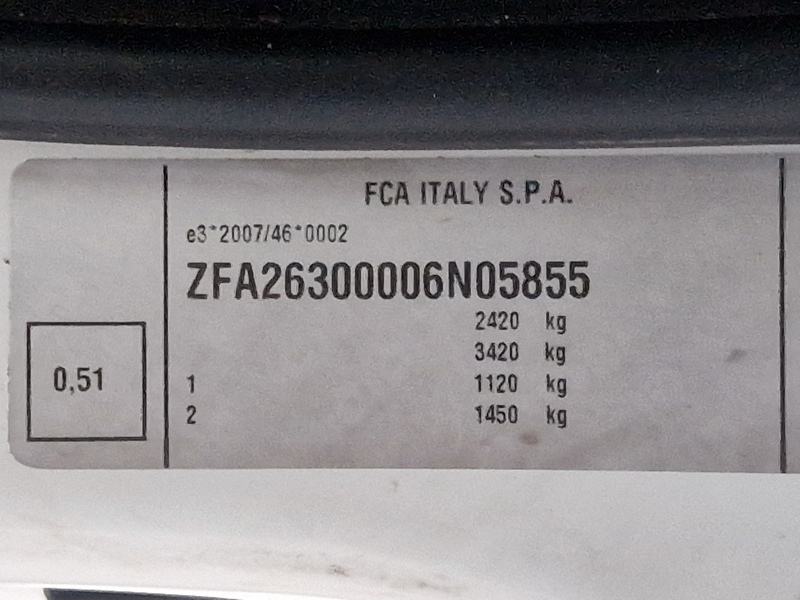 FCA ITALY S.P.A.
e3*2007/46*0002
ZFA26300006N05855
2420 kg
3420 kg
1 1120 kg
2 1450 kg
0,51